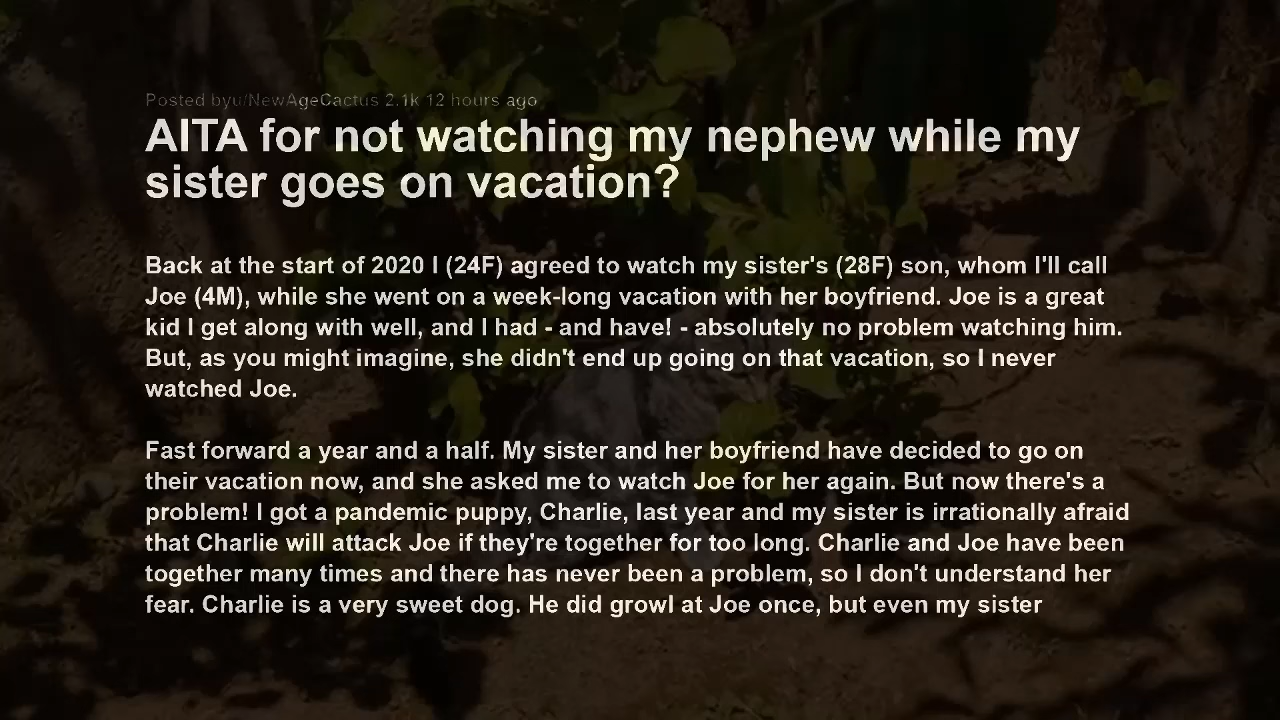 Posted byu/NewAgeCactus 2.1k 12 hours ago
AITA for not watching my nephew while my
sister goes on vacation?
Back at the start of 2020 I (24F) agreed to watch my sister's (28F) son, whom I'll call
Joe (4M), while she went on a week-long vacation with her boyfriend. Joe is a great
kid I get along with well, and I had - and have! - absolutely no problem watching him.
But, as you might imagine, she didn't end up going on that vacation, so I never
watched Joe.
Fast forward a year and a half. My sister and her boyfriend have decided to go on
their vacation now, and she asked me to watch Joe for her again. But now there's a
problem! I got a pandemic puppy, Charlie, last year and my sister is irrationally afraid
that Charlie will attack Joe if they're together for too long. Charlie and Joe have been
together many times and there has never been a problem, so I don't understand her
fear. Charlie is a very sweet dog. He did growl at Joe once, but even my sister